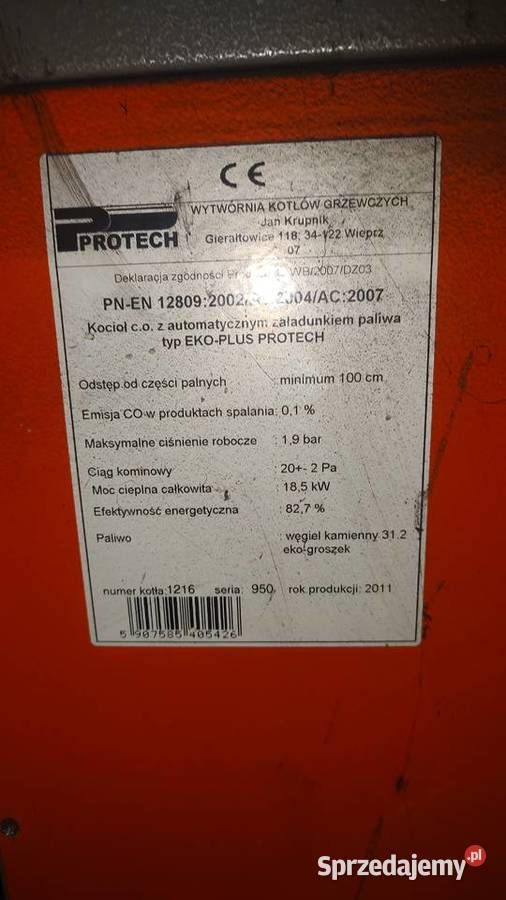 CE
PROTECH
WYTWÓRNIA KOTŁÓW GRZEWCZYCH
Jan Krupnik
Gierałtowice 118, 34-122 Wieprz
07
Deklaracja zgodności WB/2007/DZ03
PN-EN 12809:2002/ 2004/AC:2007
Kocioł c.o. z automatycznym załadunkiem paliwa
typ EKO-PLUS PROTECH
Odstęp od części palnych : minimum 100 cm
Emisja CO w produktach spalania: 0,1 %
Maksymalne ciśnienie robocze : 1,9 bar
Ciąg kominowy : 20+- 2 Pa
Moc cieplna całkowita : 18,5 kW
Efektywność energetyczna : 82,7 %
Paliwo : węgiel kamienny 31.2
eko-groszek
numer kotła: 1216 seria: 950 rok produkcji: 2011
5 907585 405426
Sprzedajemy.pl